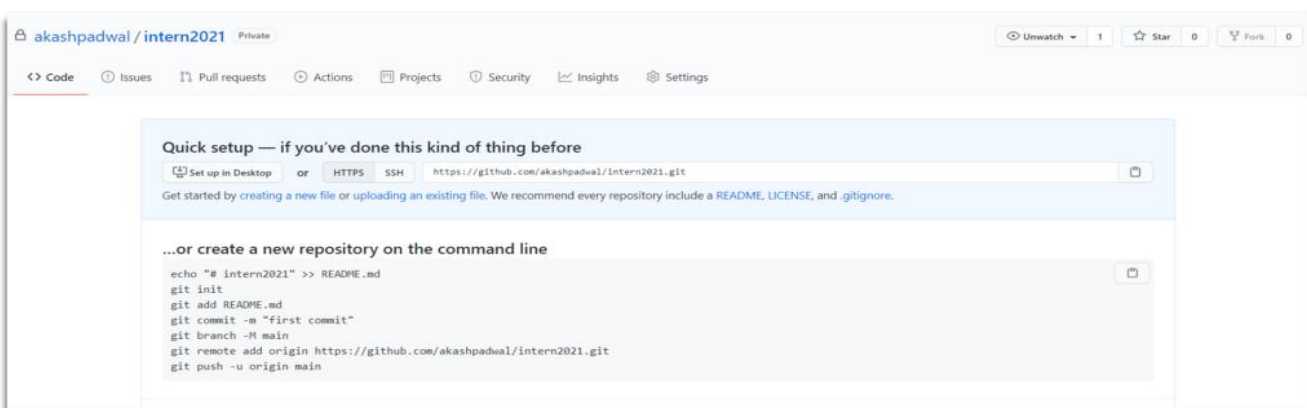 akashpadwal / intern2021 Private
Unwatch 1 Star 0 Fork 0
Code Issues Pull requests Actions Projects Security Insights Settings
Quick setup — if you've done this kind of thing before
Set up in Desktop or HTTPS SSH https://github.com/akashpadwal/intern2021.git
Get started by creating a new file or uploading an existing file. We recommend every repository include a README, LICENSE, and .gitignore.
...or create a new repository on the command line
echo "# intern2021" >> README.md
git init
git add README.md
git commit -m "first commit"
git branch -M main
git remote add origin https://github.com/akashpadwal/intern2021.git
git push -u origin main